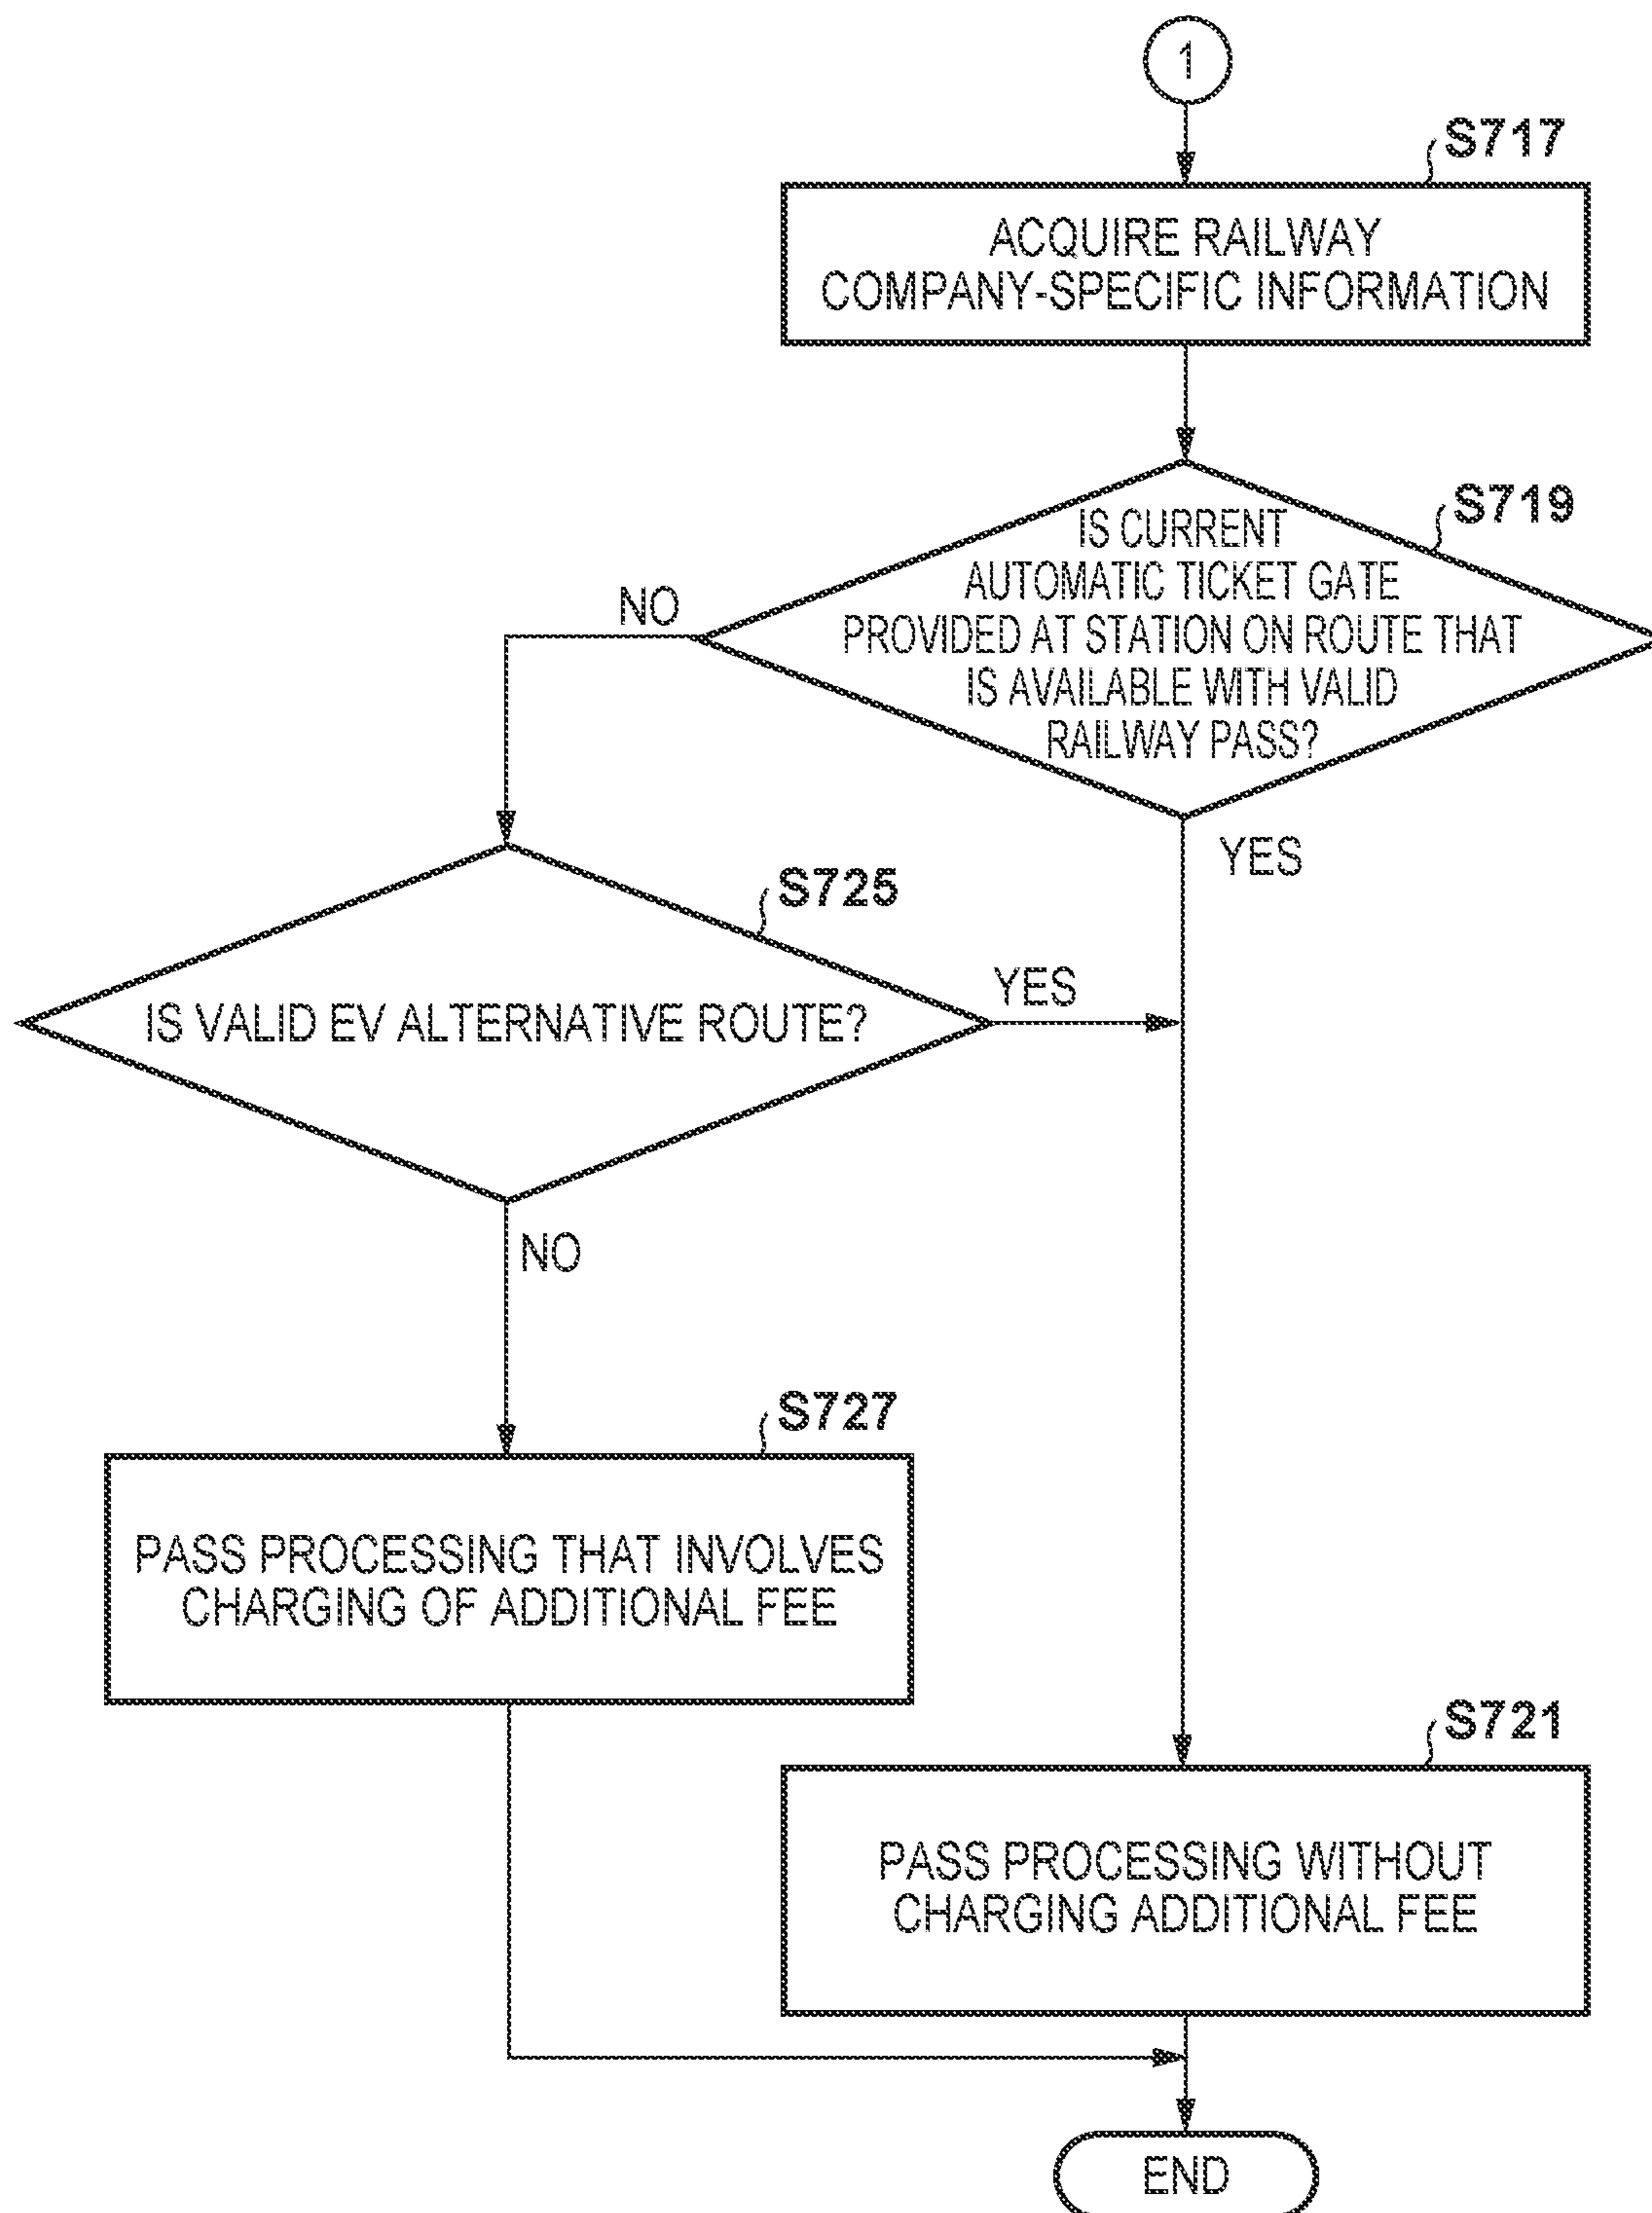 1
S717
ACQUIRE RAILWAY
COMPANY-SPECIFIC INFORMATION
S719
IS CURRENT
AUTOMATIC TICKET GATE
PROVIDED AT STATION ON ROUTE THAT
IS AVAILABLE WITH VALID
RAILWAY PASS?
NO
YES
S725
IS VALID EV ALTERNATIVE ROUTE?
YES
NO
S727
PASS PROCESSING THAT INVOLVES
CHARGING OF ADDITIONAL FEE
S721
PASS PROCESSING WITHOUT
CHARGING ADDITIONAL FEE
END